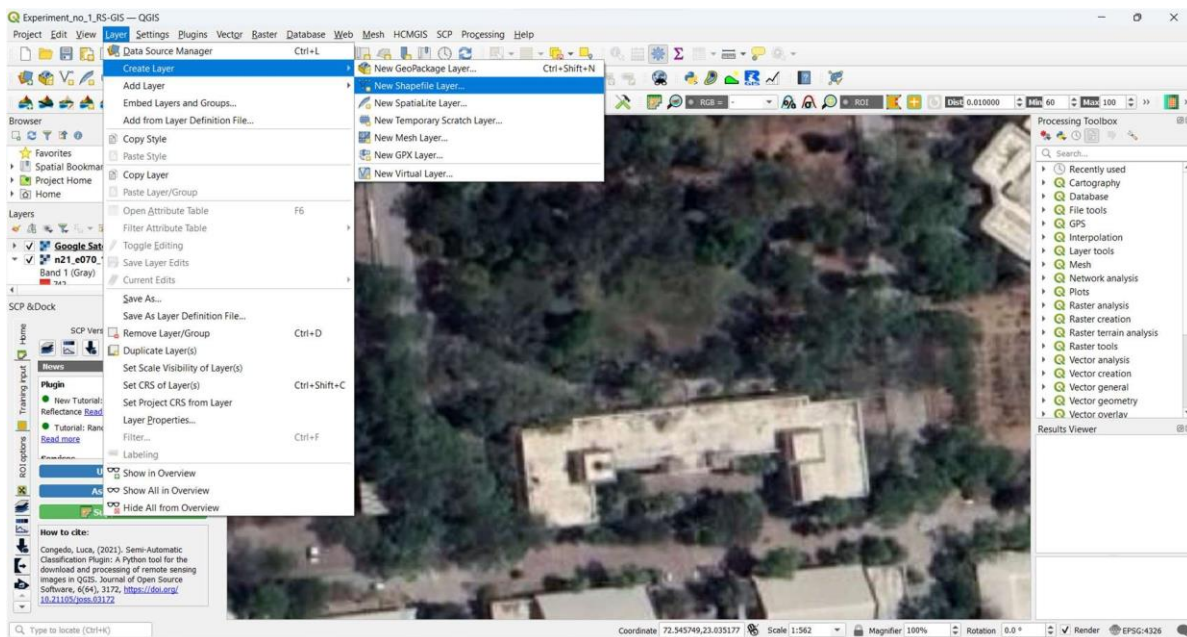 Experiment_no_1_RS-GIS — QGIS
Project Edit View Layer Settings Plugins Vector Raster Database Web Mesh HCMGIS SCP Processing Help
Data Source Manager Ctrl+L
Create Layer
Add Layer
Embed Layers and Groups...
Add from Layer Definition File...
Copy Style
Paste Style
Copy Layer
Paste Layer/Group
Open Attribute Table F6
Filter Attribute Table
Toggle Editing
Save Layer Edits
Current Edits
Save As...
Save As Layer Definition File...
Remove Layer/Group Ctrl+D
Duplicate Layer(s)
Set Scale Visibility of Layer(s)
Set CRS of Layer(s) Ctrl+Shift+C
Set Project CRS from Layer
Layer Properties...
Filter... Ctrl+F
Labeling
Show in Overview
Show All in Overview
Hide All from Overview
New GeoPackage Layer... Ctrl+Shift+N
New Shapefile Layer...
New SpatiaLite Layer...
New Temporary Scratch Layer...
New Mesh Layer...
New GPX Layer...
New Virtual Layer...
RGB = - ROI Dist 0.010000 Min 60 Max 100
Browser
Favorites
Spatial Bookmar
Project Home
Home
Layers
Google Sat
n21_e070_
Band 1 (Gray)
SCP &Dock
SCP Vers
Home
Training input
ROI options
News
Plugin
New Tutorial:
Reflectance Read
Tutorial: Ran
Read more
How to cite:
Congedo, Luca, (2021). Semi-Automatic
Classification Plugin: A Python tool for the
download and processing of remote sensing
images in QGIS. Journal of Open Source
Software, 6(64), 3172, https://doi.org/
10.21105/joss.03172
Processing Toolbox
Search...
Recently used
Cartography
Database
File tools
GPS
Interpolation
Layer tools
Mesh
Network analysis
Plots
Raster analysis
Raster creation
Raster terrain analysis
Raster tools
Vector analysis
Vector creation
Vector general
Vector geometry
Vector overlay
Results Viewer
Type to locate (Ctrl+K)
Coordinate 72.545749,23.035177 Scale 1:562 Magnifier 100% Rotation 0.0° Render EPSG:4326